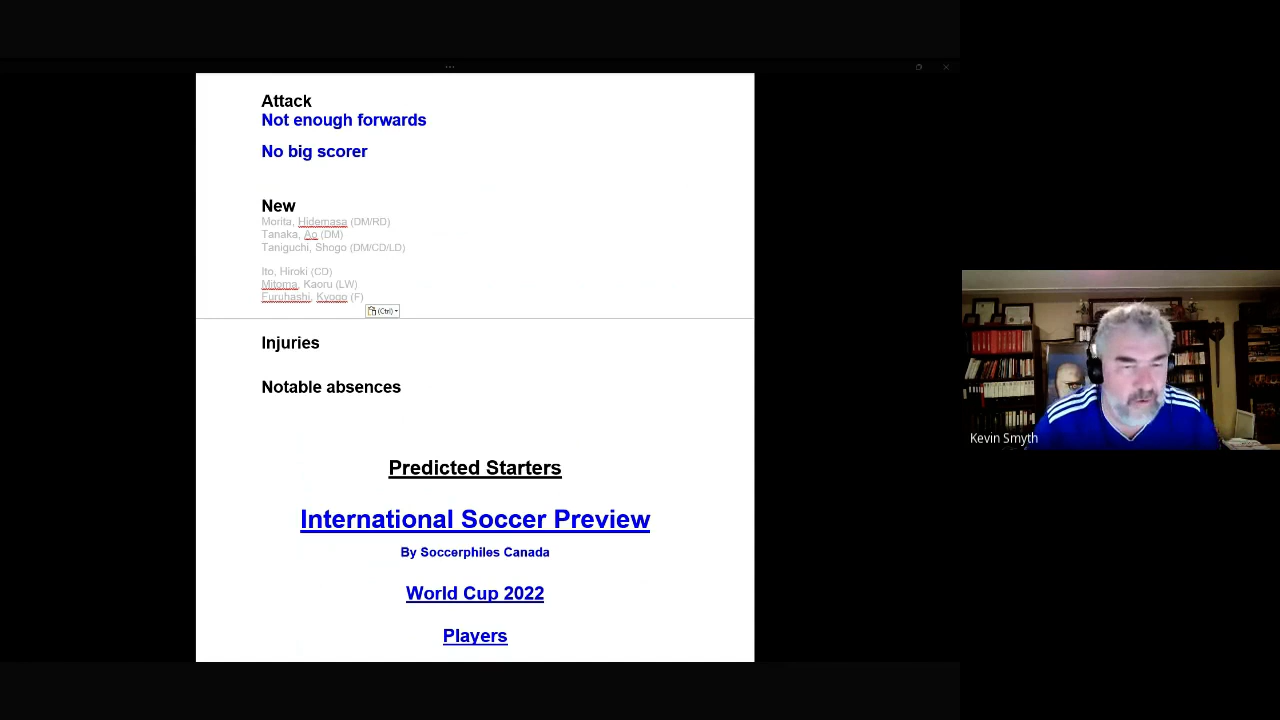 Attack
Not enough forwards
No big scorer
New
Morita, Hidemasa (DM/RD)
Tanaka, Ao (DM)
Taniguchi, Shogo (DM/CD/LD)
Ito, Hiroki (CD)
Mitoma, Kaoru (LW)
Furuhashi, Kyogo (F)
(Ctrl)
Injuries
Notable absences
Predicted Starters
International Soccer Preview
By Soccerphiles Canada
World Cup 2022
Players
Kevin Smyth